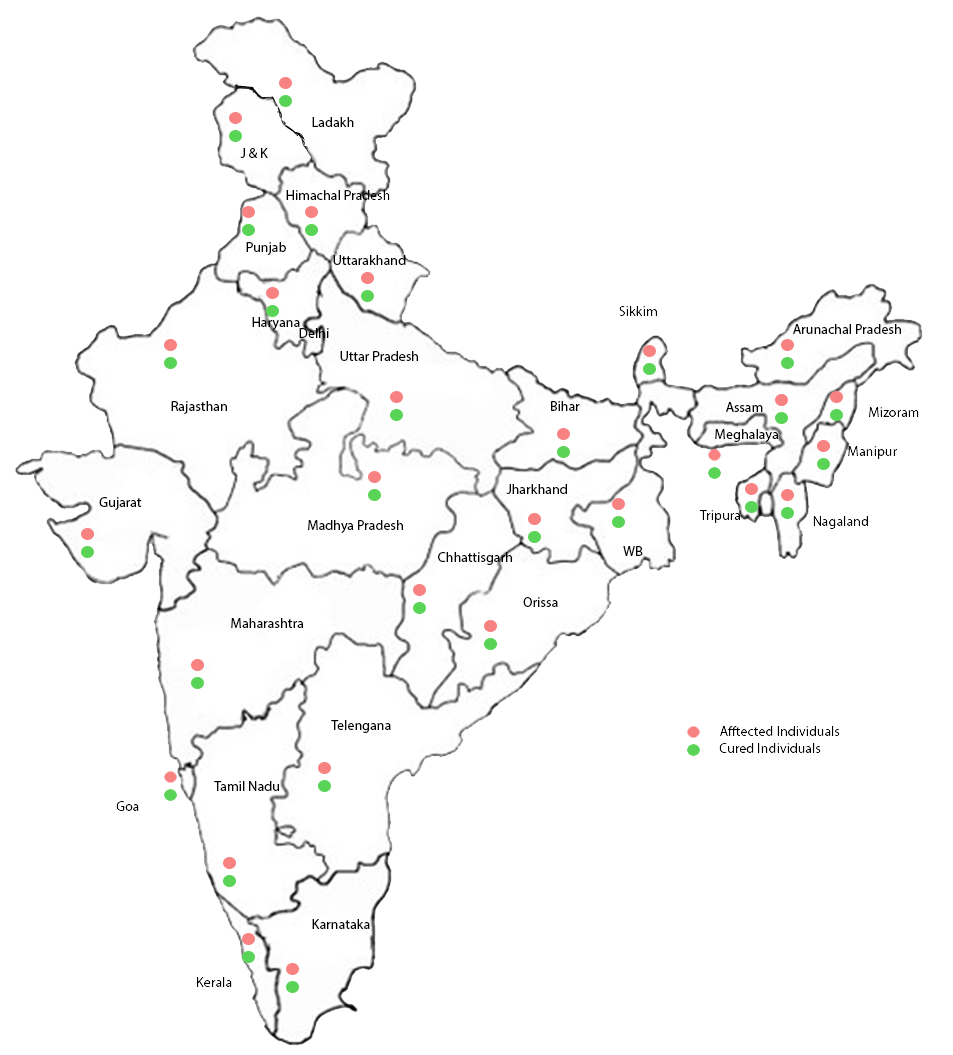 Ladakh
J & K
Himachal Pradesh
Punjab
Uttarakhand
Sikkim
Haryana
Delhi
Arunachal Pradesh
Uttar Pradesh
Rajasthan
Bihar
Assam
Mizoram
Meghalaya
Manipur
Jharkhand
Gujarat
Tripura
Nagaland
Madhya Pradesh
WB
Chhattisgarh
Orissa
Maharashtra
Telengana
Afftected Individuals
Cured Individuals
Tamil Nadu
Goa
Karnataka
Kerala